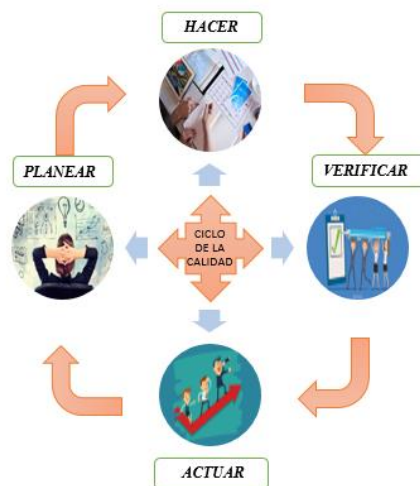 HACER
PLANEAR
VERIFICAR
CICLO
DE LA
CALIDAD
ACTUAR